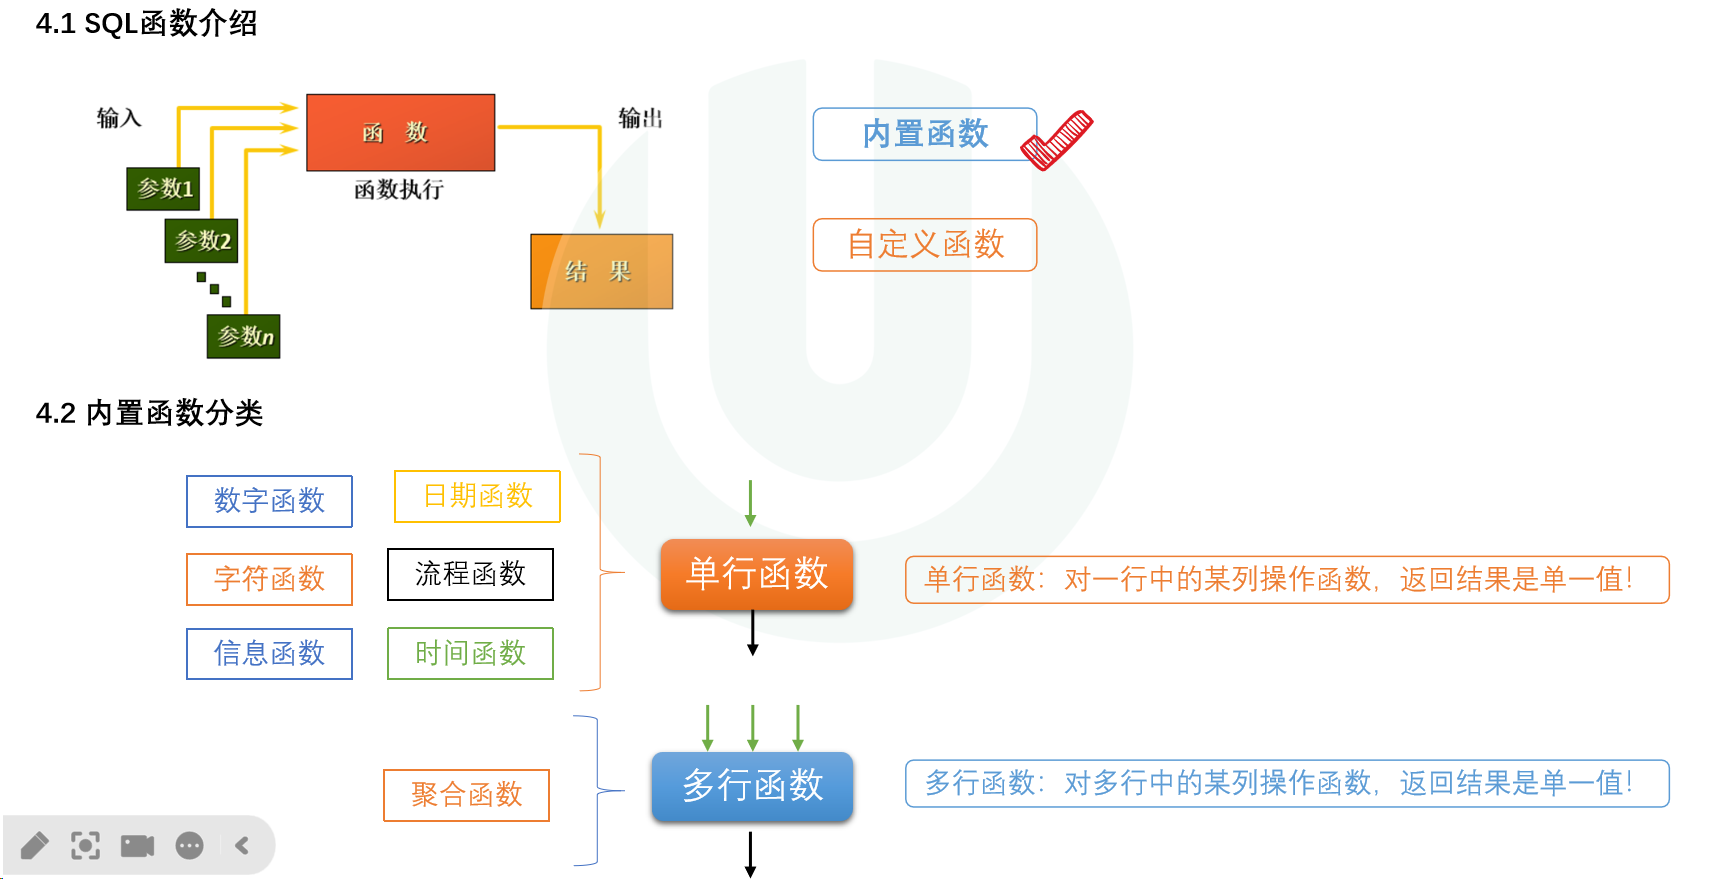 4.1 SQL函数介绍
输入
函 数
输出
内置函数
参数1
函数执行
参数2
自定义函数
结 果
参数n
4.2 内置函数分类
数字函数
日期函数
字符函数
流程函数
单行函数
单行函数：对一行中的某列操作函数，返回结果是单一值！
信息函数
时间函数
聚合函数
多行函数
多行函数：对多行中的某列操作函数，返回结果是单一值！